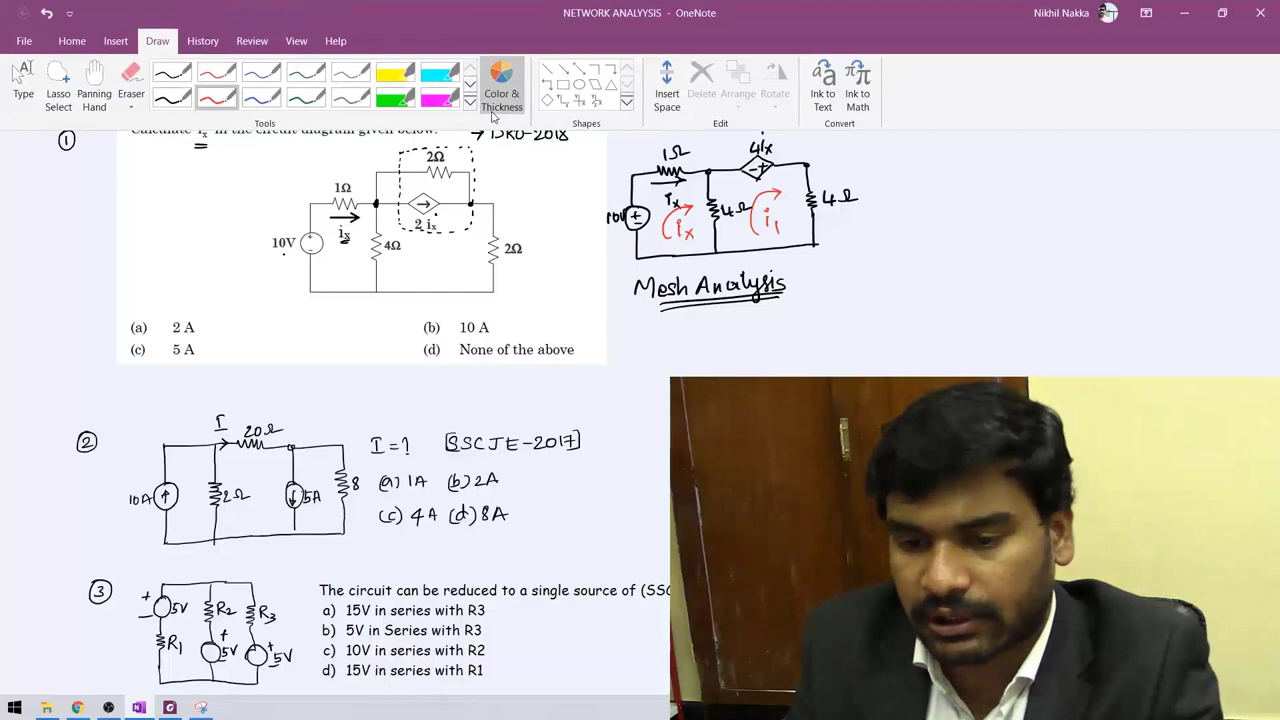 NETWORK ANALYYSIS - OneNote
Nikhil Nakka
File Home Insert Draw History Review View Help
Type
Lasso Select
Panning Hand
Eraser
Color & Thickness
Insert Space
Delete
Arrange
Rotate
Ink to Text
Ink to Math
Tools
Shapes
Edit
Convert
① Calculate ix in the circuit diagram given below. → ISRO-2018
2Ω
1Ω
ix
2 ix
10V
4Ω
2Ω
(a) 2 A (b) 10 A
(c) 5 A (d) None of the above
1Ω
4ix
- +
ix
10V
+ -
4Ω
4Ω
ix
i1
Mesh Analysis
②
I
20Ω
10A
2Ω
5A
8
I = ? [SSCJE-2017]
(a) 1A (b) 2A
(c) 4A (d) 8A
③
+ - 5V
R1
R2
+ 5V
R3
+ 5V
The circuit can be reduced to a single source of
a) 15V in series with R3
b) 5V in Series with R3
c) 10V in series with R2
d) 15V in series with R1